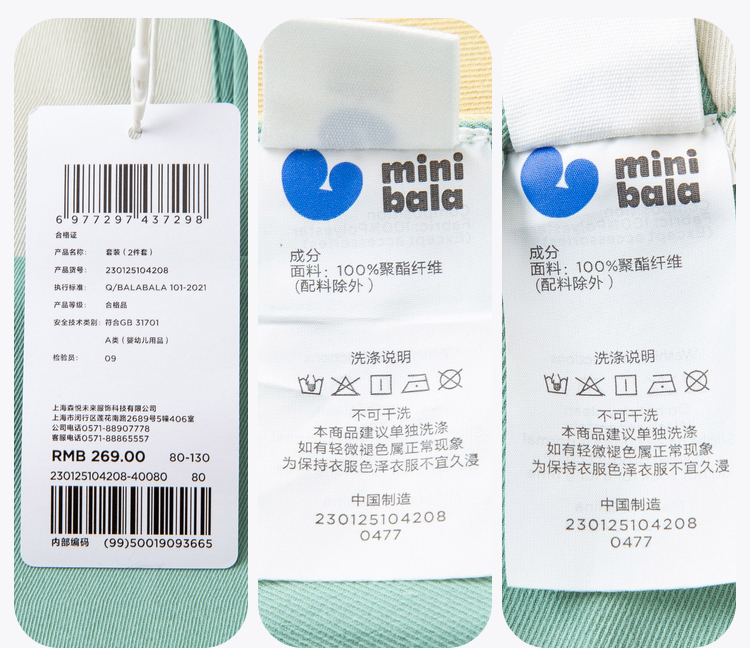 6 977297 437298
合格证
产品名称: 套装(2件套)
产品货号: 230125104208
执行标准: Q/BALABALA 101-2021
产品等级: 合格品
安全技术类别: 符合GB 31701
A类(婴幼儿用品)
检验员: 09
上海森悦未来服饰科技有限公司
上海市闵行区莲花南路2689号5幢406室
公司电话0571-88907778
客服电话0571-88865557
RMB 269.00 80-130
230125104208-40080 80
内部编码 (99)50019093665
mini
bala
成分
面料: 100%聚酯纤维
(配料除外)
洗涤说明
不可干洗
本商品建议单独洗涤
如有轻微褪色属正常现象
为保持衣服色泽衣服不宜久浸
中国制造
230125104208
0477
mini
bala
成分
面料: 100%聚酯纤维
(配料除外)
洗涤说明
不可干洗
本商品建议单独洗涤
如有轻微褪色属正常现象
为保持衣服色泽衣服不宜久浸
中国制造
230125104208
0477